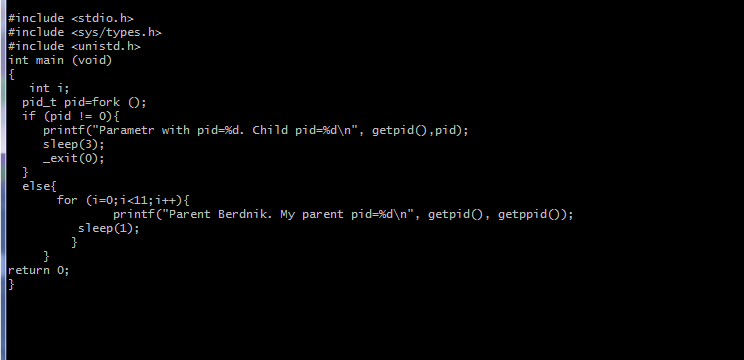 #include <stdio.h>
#include <sys/types.h>
#include <unistd.h>
int main (void)
{
   int i;
  pid_t pid=fork ();
  if (pid != 0){
     printf("Parametr with pid=%d. Child pid=%d\n", getpid(),pid);
     sleep(3);
     _exit(0);
  }
  else{
       for (i=0;i<11;i++){
               printf("Parent Berdnik. My parent pid=%d\n", getpid(), getppid());
          sleep(1);
         }
     }
return 0;
}